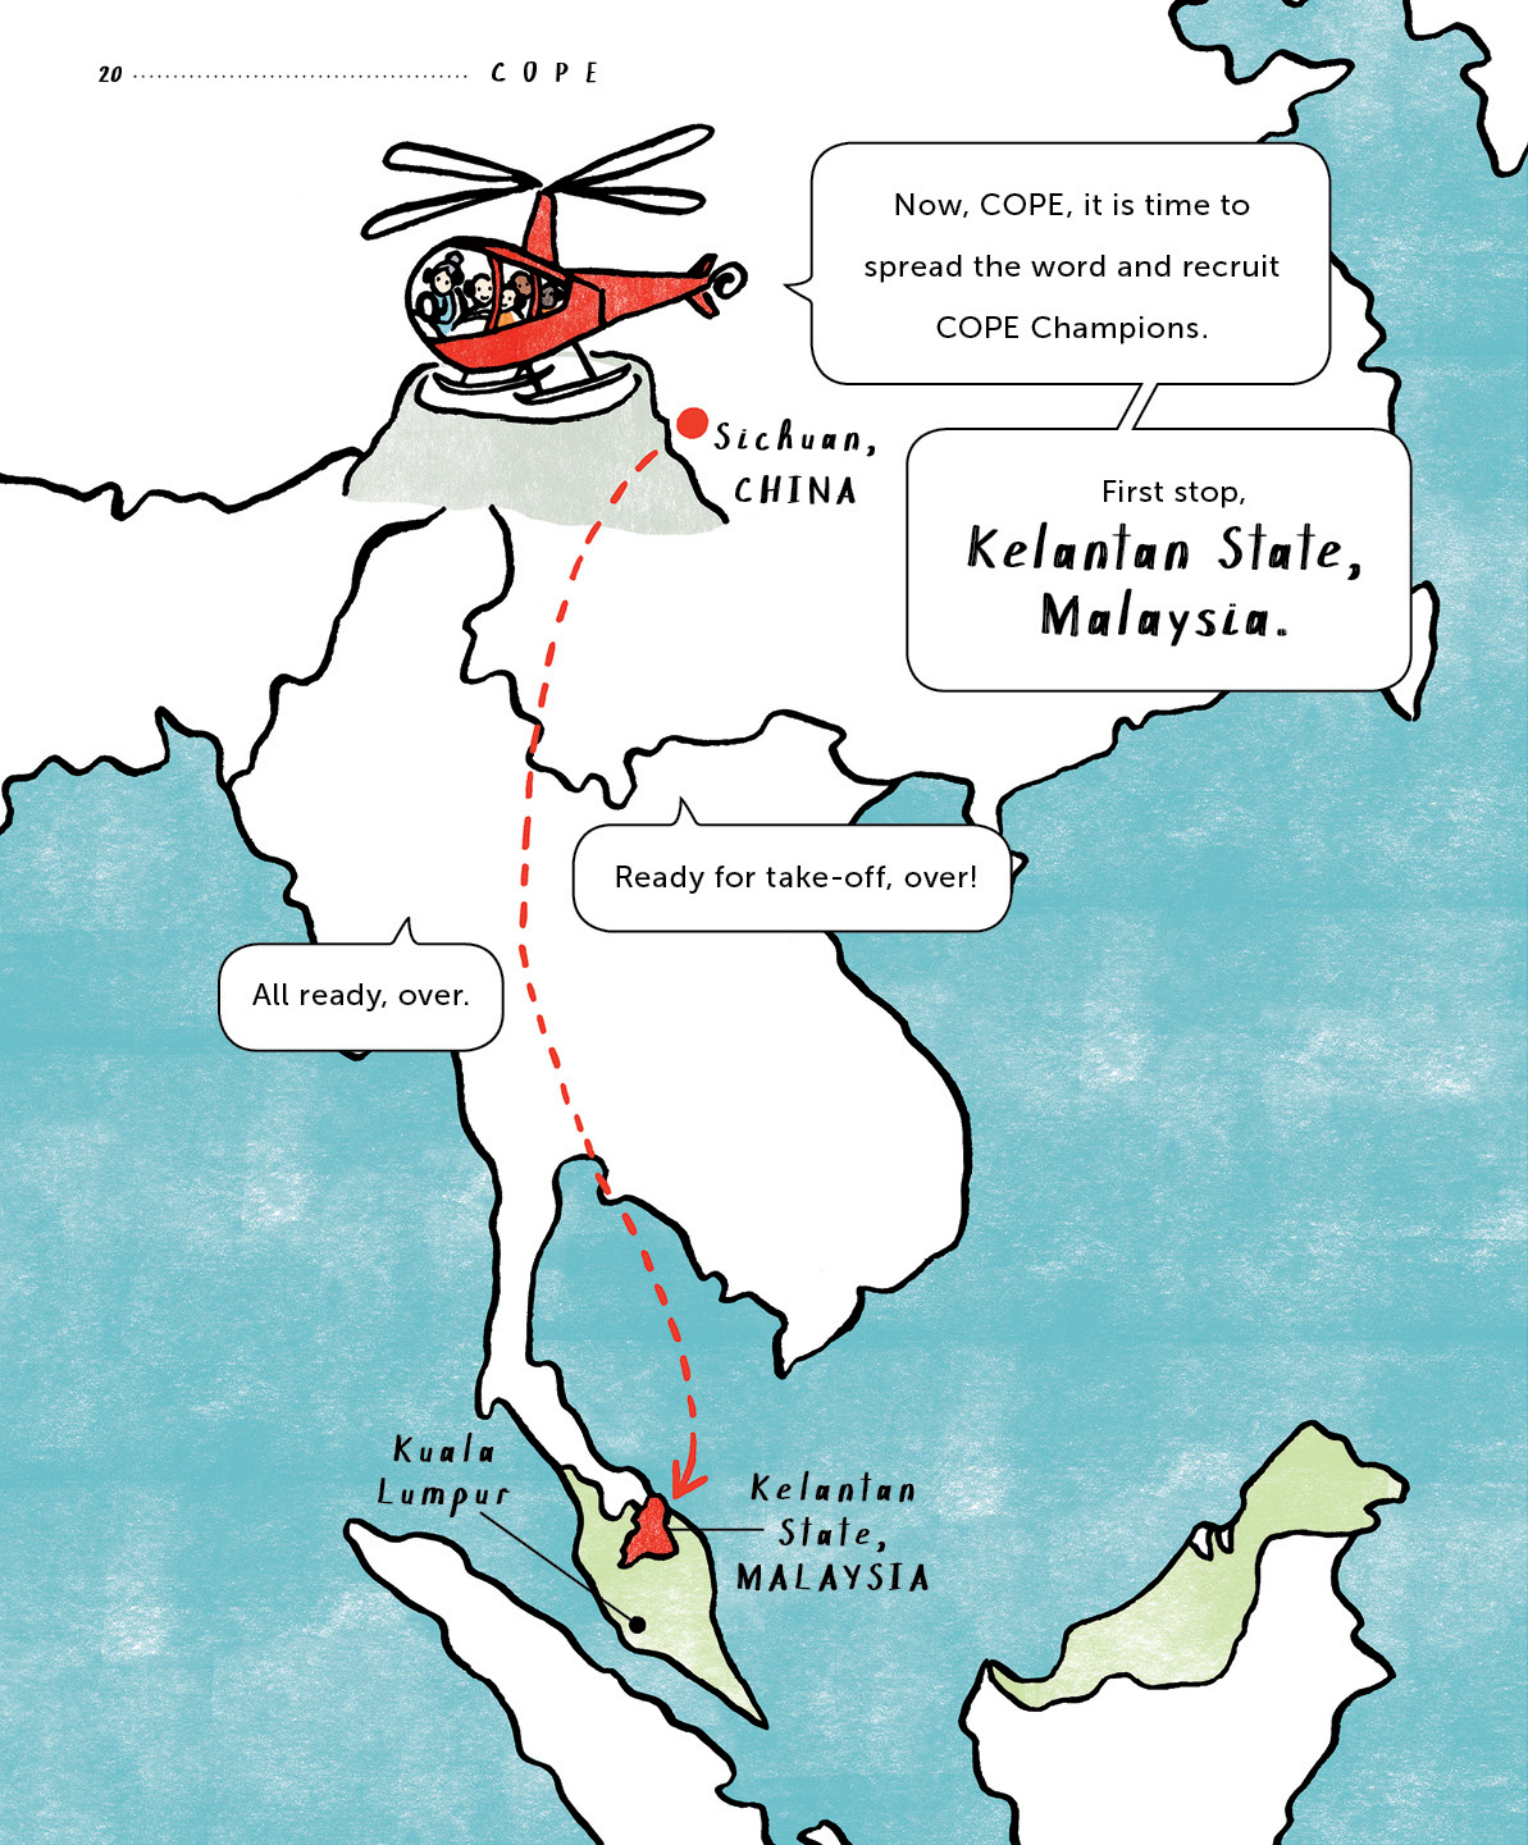 20 COPE
Now, COPE, it is time to
spread the word and recruit
COPE Champions.
Sichuan,
CHINA
First stop,
Kelantan State,
Malaysia.
Ready for take-off, over!
All ready, over.
Kuala
Lumpur
Kelantan
State,
MALAYSIA